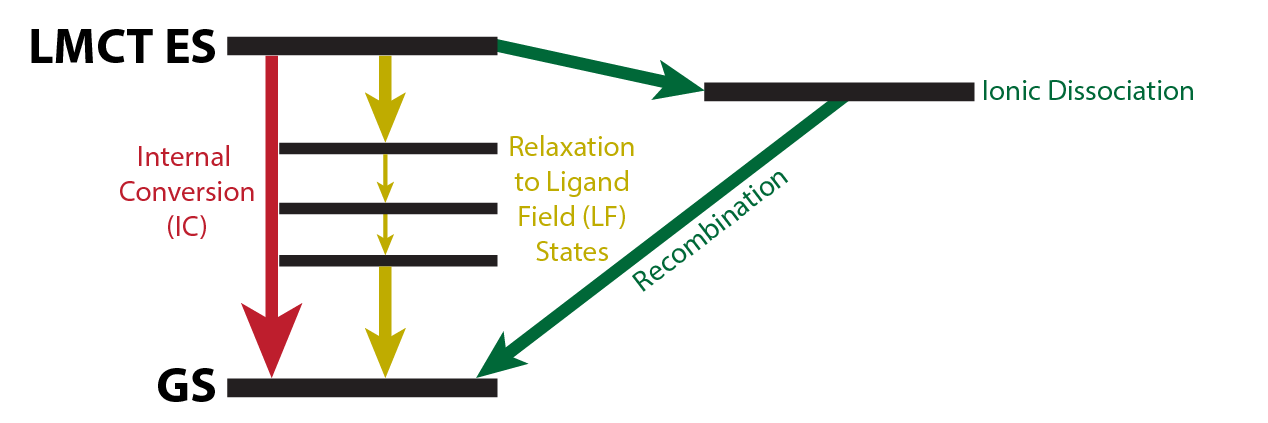 LMCT ES
Ionic Dissociation
Internal
Conversion
(IC)
Relaxation
to Ligand
Field (LF)
States
Recombination
GS